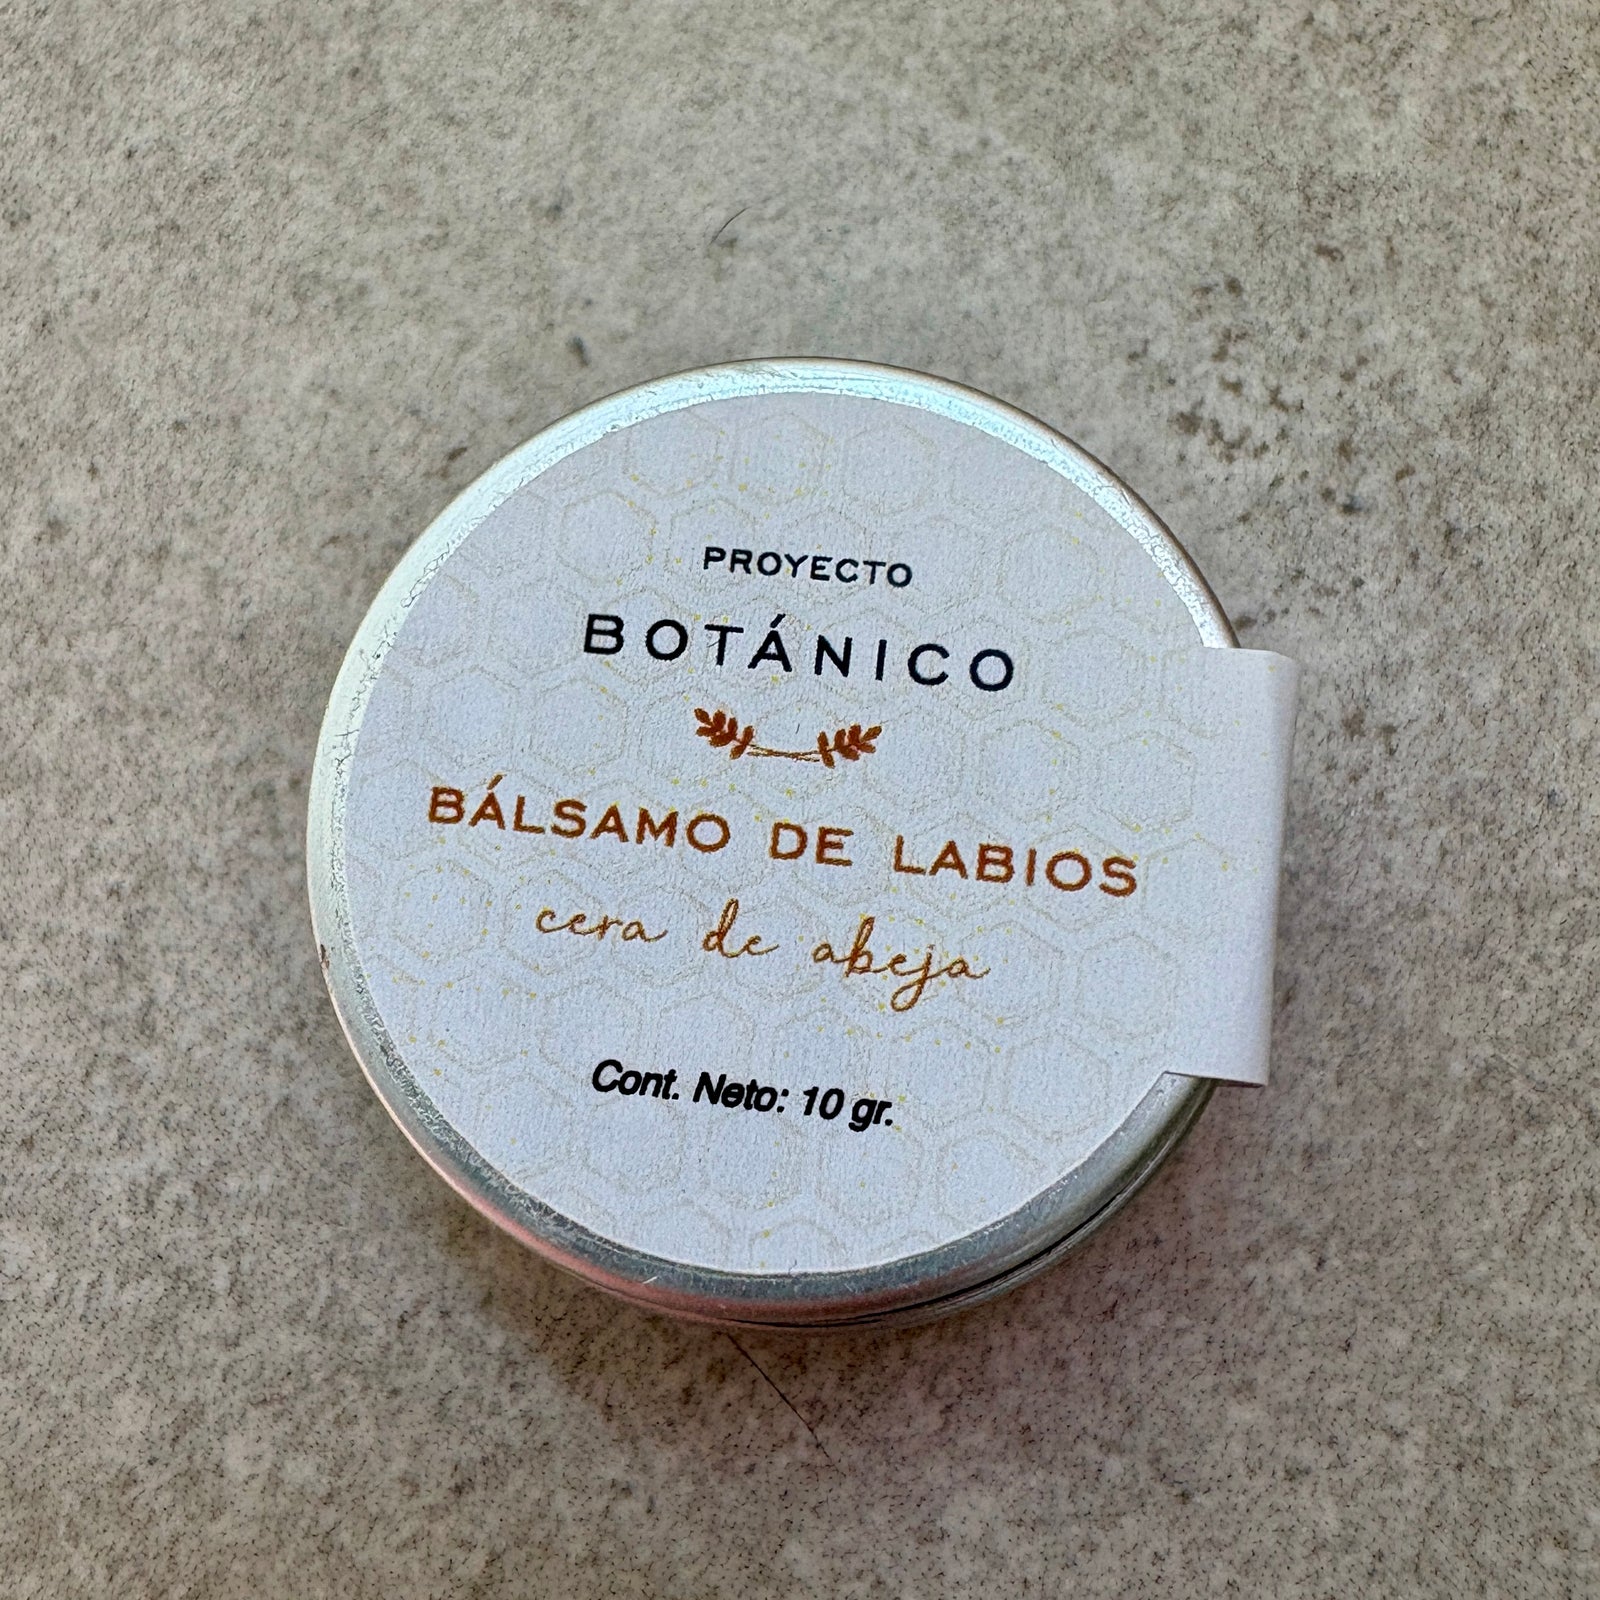 PROYECTO
BOTÁNICO
BÁLSAMO DE LABIOS
cera de abeja
Cont. Neto: 10 gr.